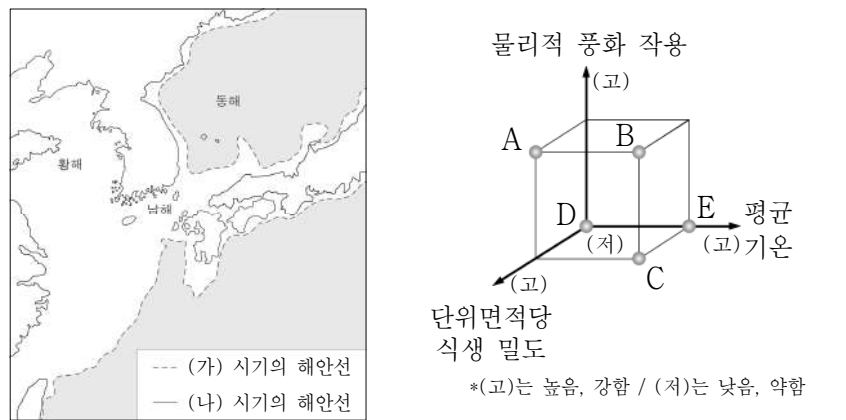 동해
황해
남해
--- (가) 시기의 해안선
— (나) 시기의 해안선
물리적 풍화 작용
(고)
A
B
D
E
평균
기온
(저)
(고)
(고)
C
단위면적당
식생 밀도
*(고)는 높음, 강함 / (저)는 낮음, 약함